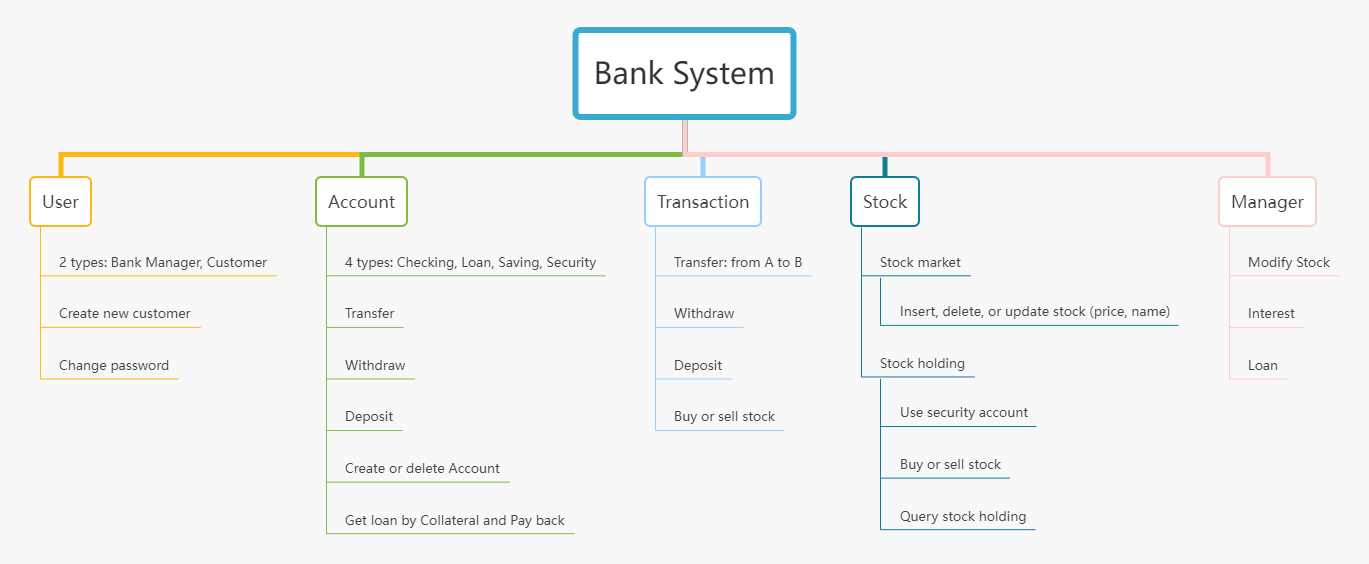 Bank System
User
2 types: Bank Manager, Customer
Create new customer
Change password
Account
4 types: Checking, Loan, Saving, Security
Transfer
Withdraw
Deposit
Create or delete Account
Get loan by Collateral and Pay back
Transaction
Transfer: from A to B
Withdraw
Deposit
Buy or sell stock
Stock
Stock market
Insert, delete, or update stock (price, name)
Stock holding
Use security account
Buy or sell stock
Query stock holding
Manager
Modify Stock
Interest
Loan